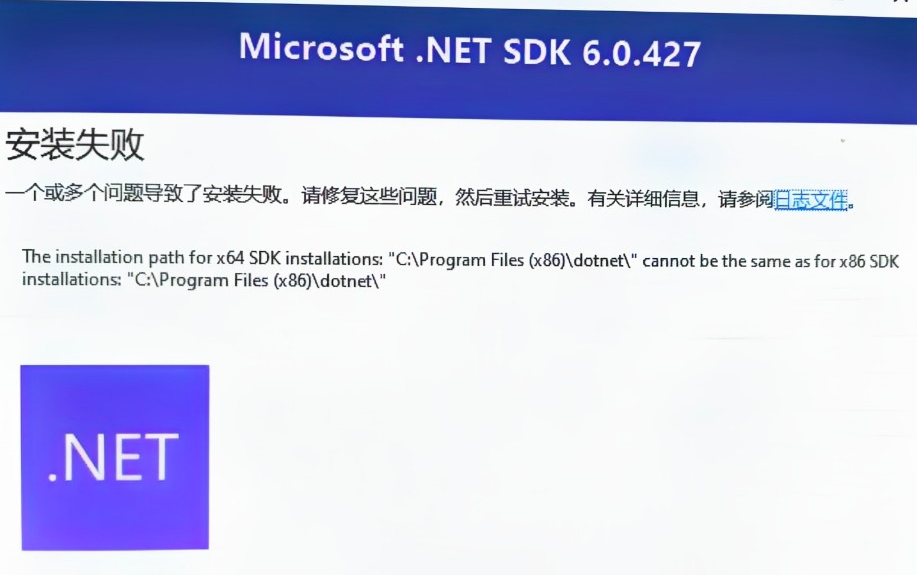 Microsoft .NET SDK 6.0.427
安装失败
一个或多个问题导致了安装失败。请修复这些问题，然后重试安装。有关详细信息，请参阅日志文件。
The installation path for x64 SDK installations: "C:\Program Files (x86)\dotnet\" cannot be the same as for x86 SDK
installations: "C:\Program Files (x86)\dotnet\"
.NET